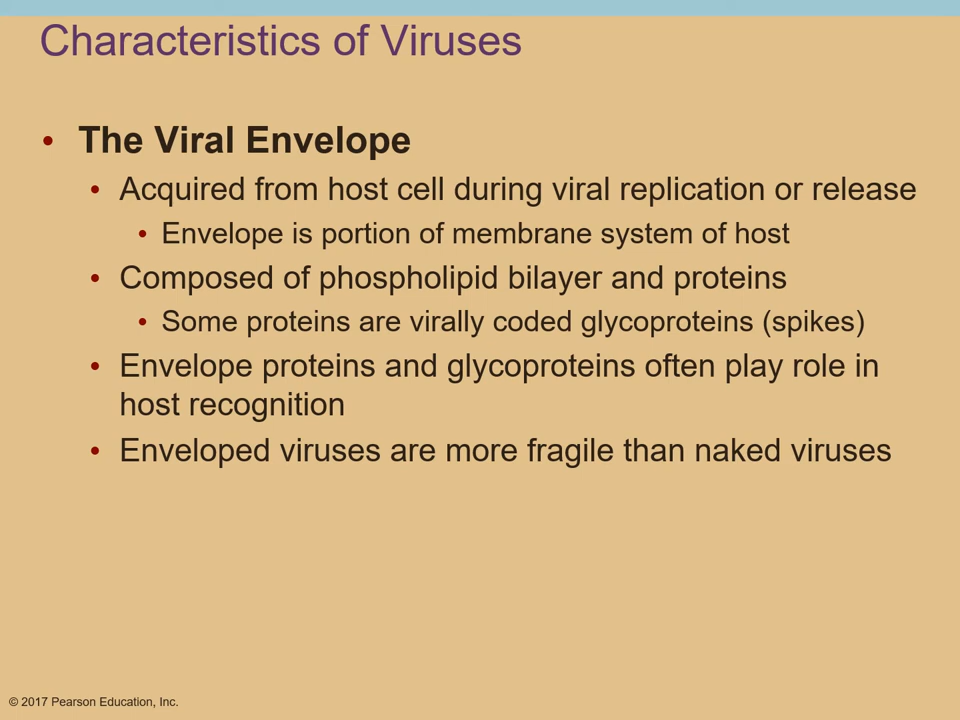 Characteristics of Viruses
• The Viral Envelope
• Acquired from host cell during viral replication or release
• Envelope is portion of membrane system of host
• Composed of phospholipid bilayer and proteins
• Some proteins are virally coded glycoproteins (spikes)
• Envelope proteins and glycoproteins often play role in
host recognition
• Enveloped viruses are more fragile than naked viruses
© 2017 Pearson Education, Inc.